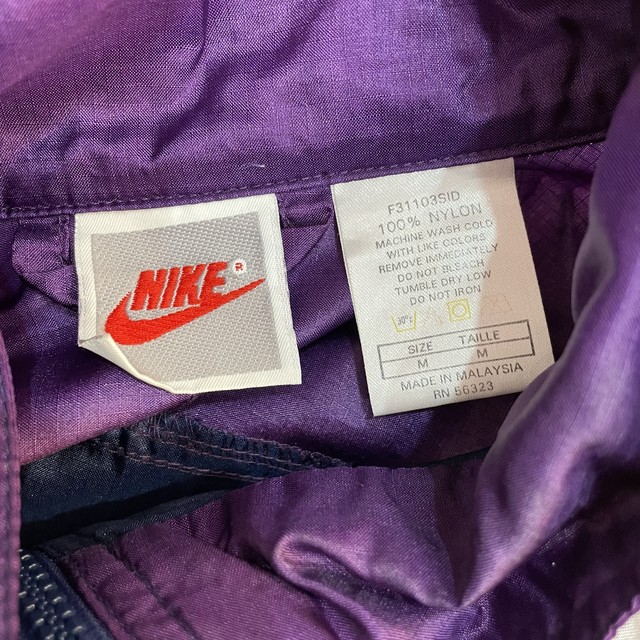 NIKE ®
F31103SID
100% NYLON
MACHINE WASH COLD
WITH LIKE COLORS
REMOVE IMMEDIATELY
DO NOT BLEACH
TUMBLE DRY LOW
DO NOT IRON
SIZE TAILLE
M M
MADE IN MALAYSIA
RN 56323